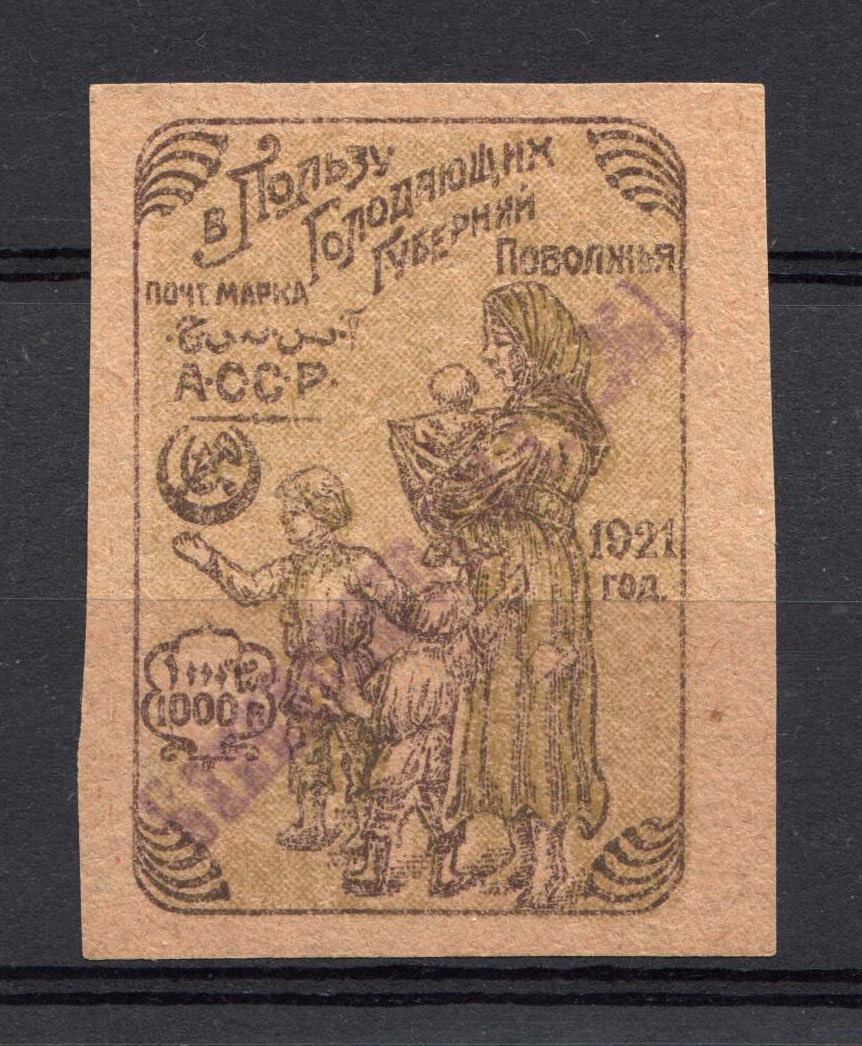 В Пользу
Голодающих
Губерний
Поволжья
ПОЧТ. МАРКА
А·С·С·Р·
1921
ГОД.
1000 Р